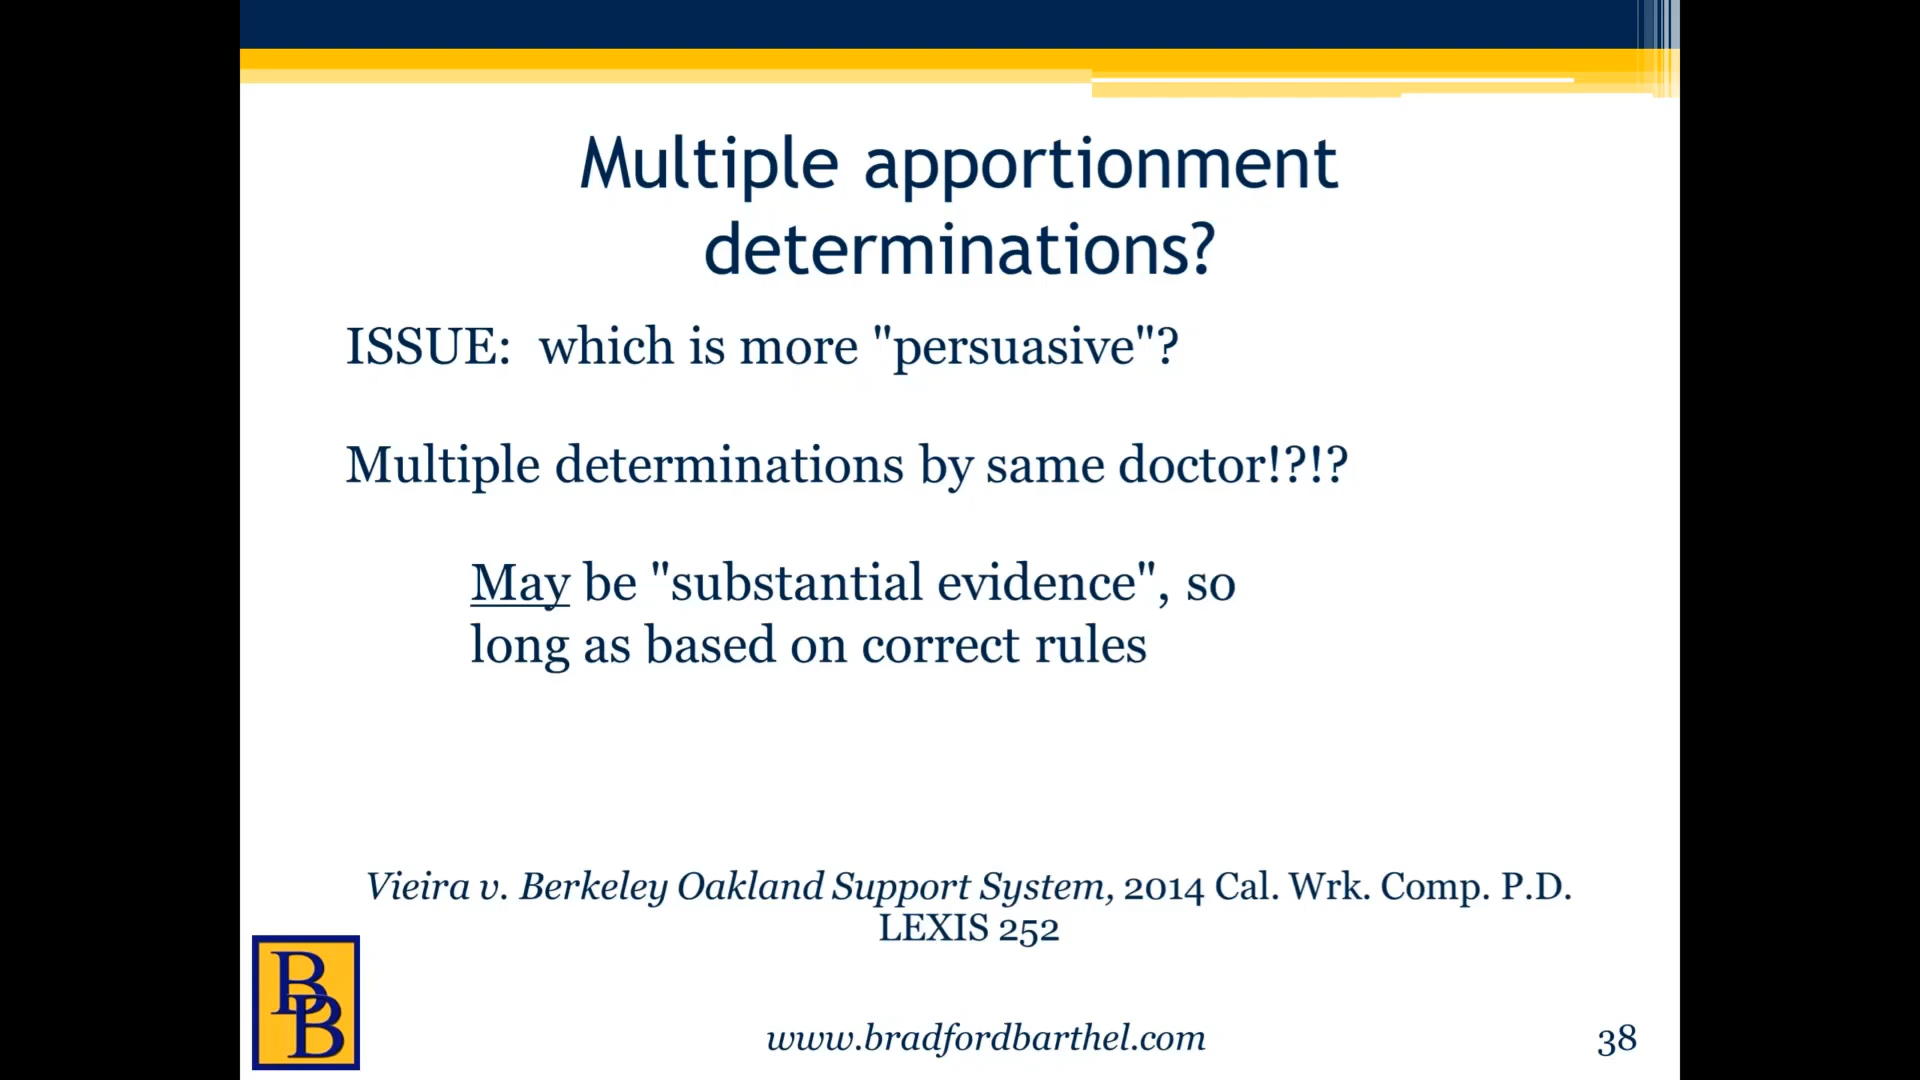 Multiple apportionment
determinations?
ISSUE:  which is more "persuasive"?
Multiple determinations by same doctor!?!?
May be "substantial evidence", so
long as based on correct rules
Vieira v. Berkeley Oakland Support System, 2014 Cal. Wrk. Comp. P.D.
LEXIS 252
BB
www.bradfordbarthel.com
38